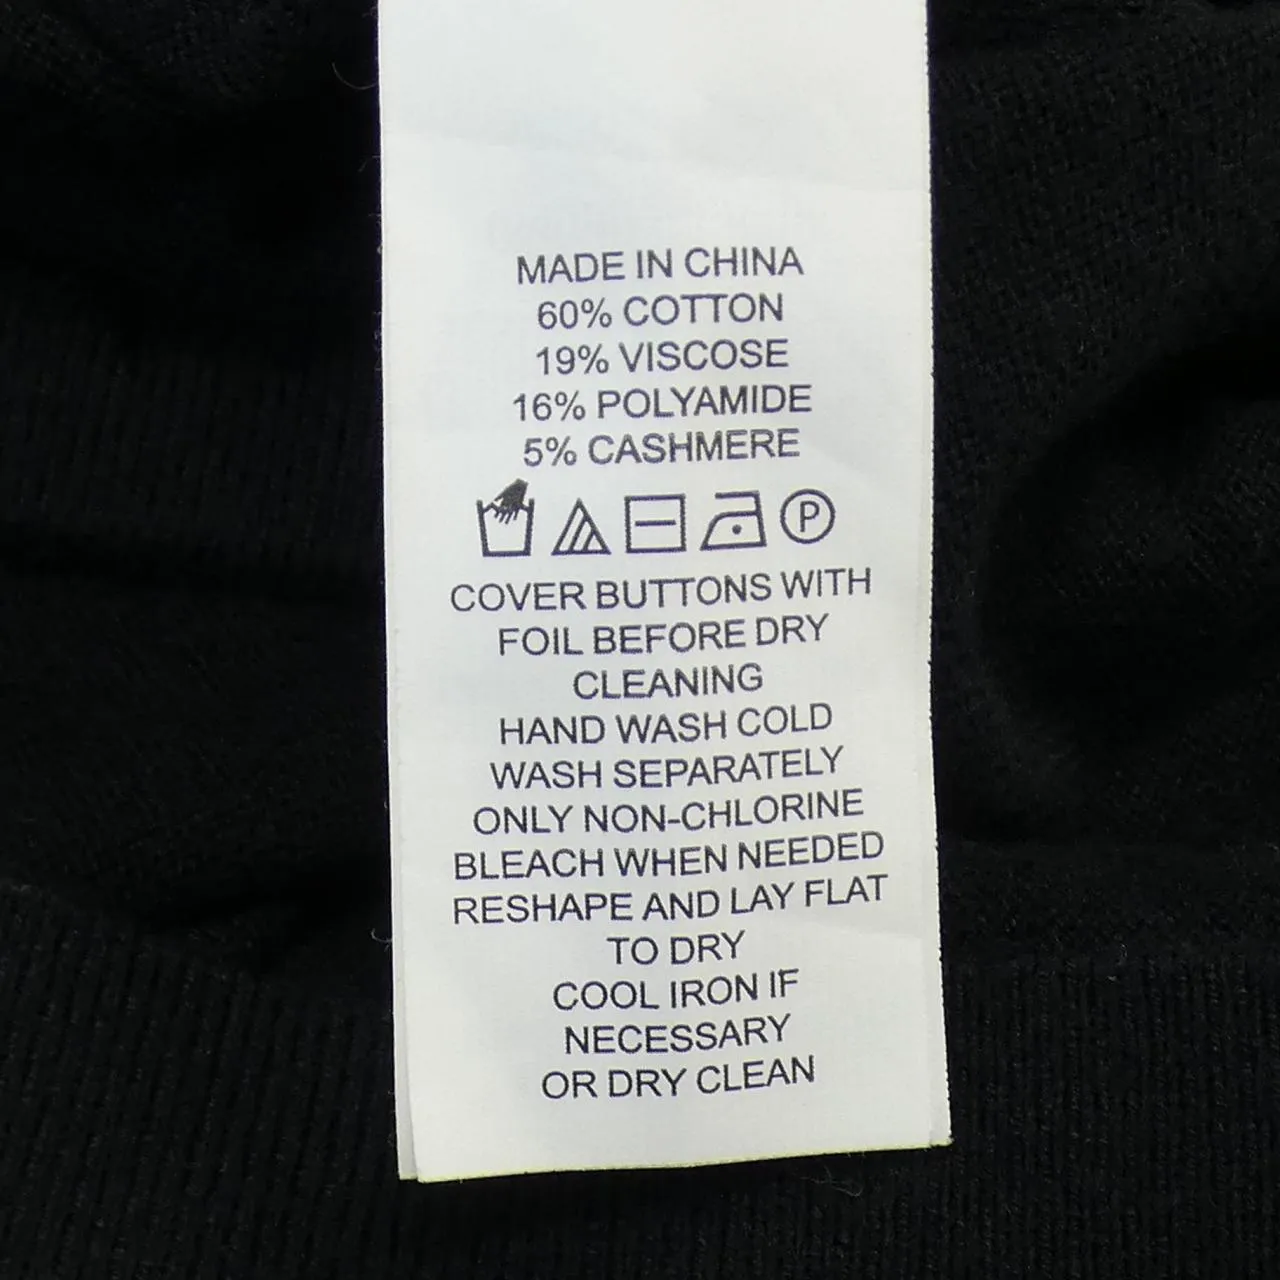 MADE IN CHINA
60% COTTON
19% VISCOSE
16% POLYAMIDE
5% CASHMERE
P
COVER BUTTONS WITH
FOIL BEFORE DRY
CLEANING
HAND WASH COLD
WASH SEPARATELY
ONLY NON-CHLORINE
BLEACH WHEN NEEDED
RESHAPE AND LAY FLAT
TO DRY
COOL IRON IF
NECESSARY
OR DRY CLEAN